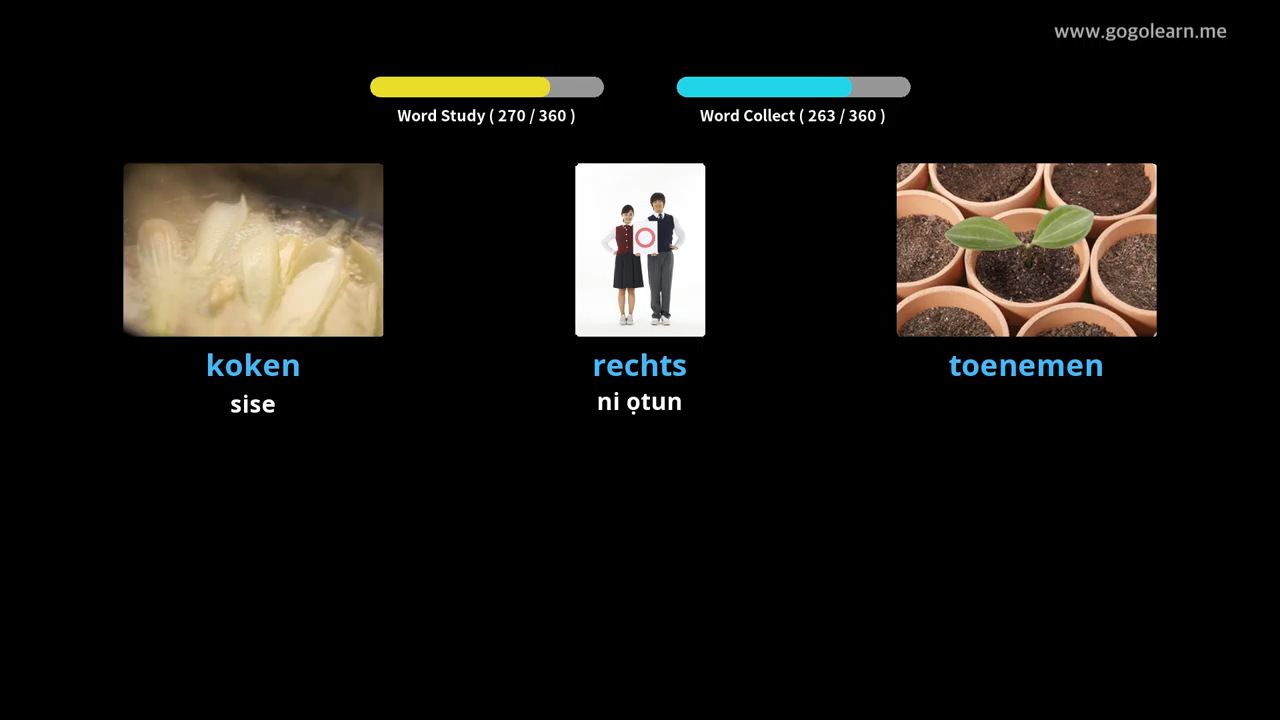 www.gogolearn.me
Word Study ( 270 / 360 )
Word Collect ( 263 / 360 )
koken
rechts
toenemen
sise
ni ọtun